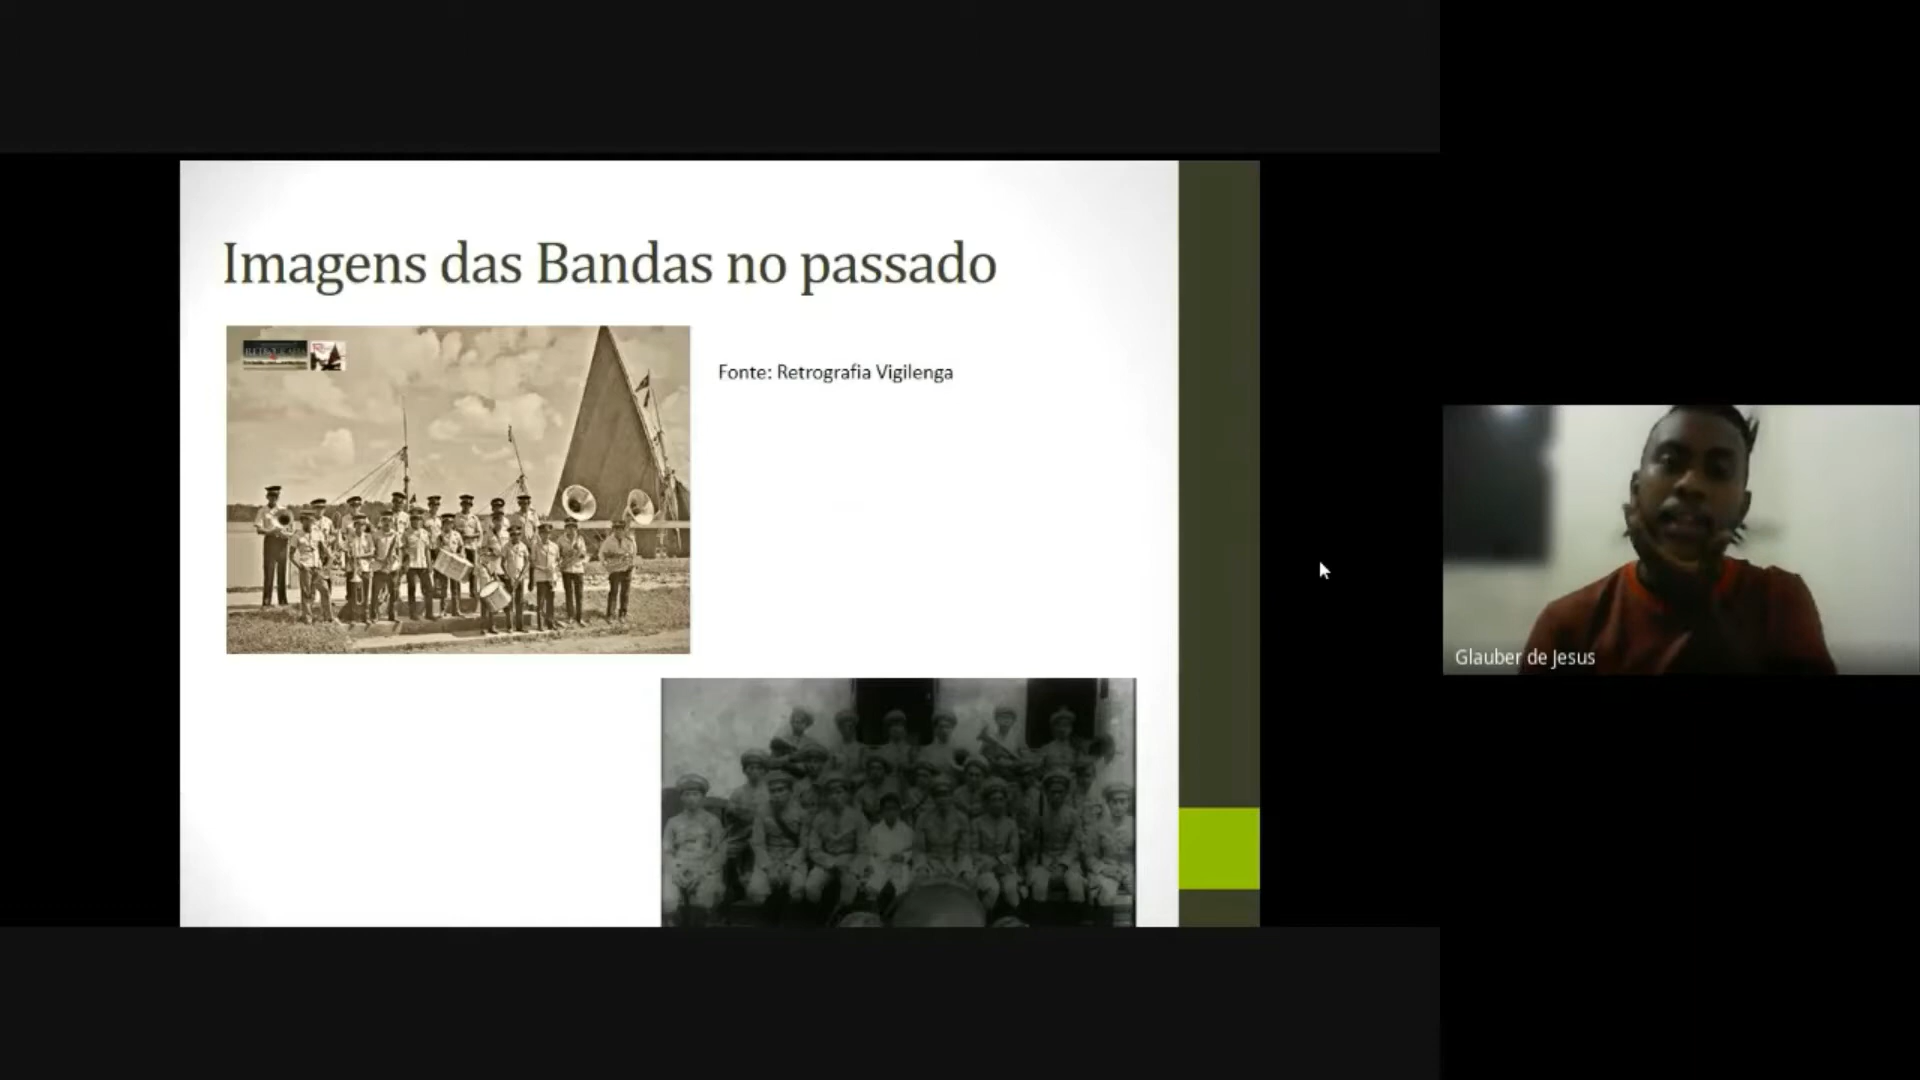 Imagens das Bandas no passado
Fonte: Retrografia Vigilenga
Glauber de Jesus